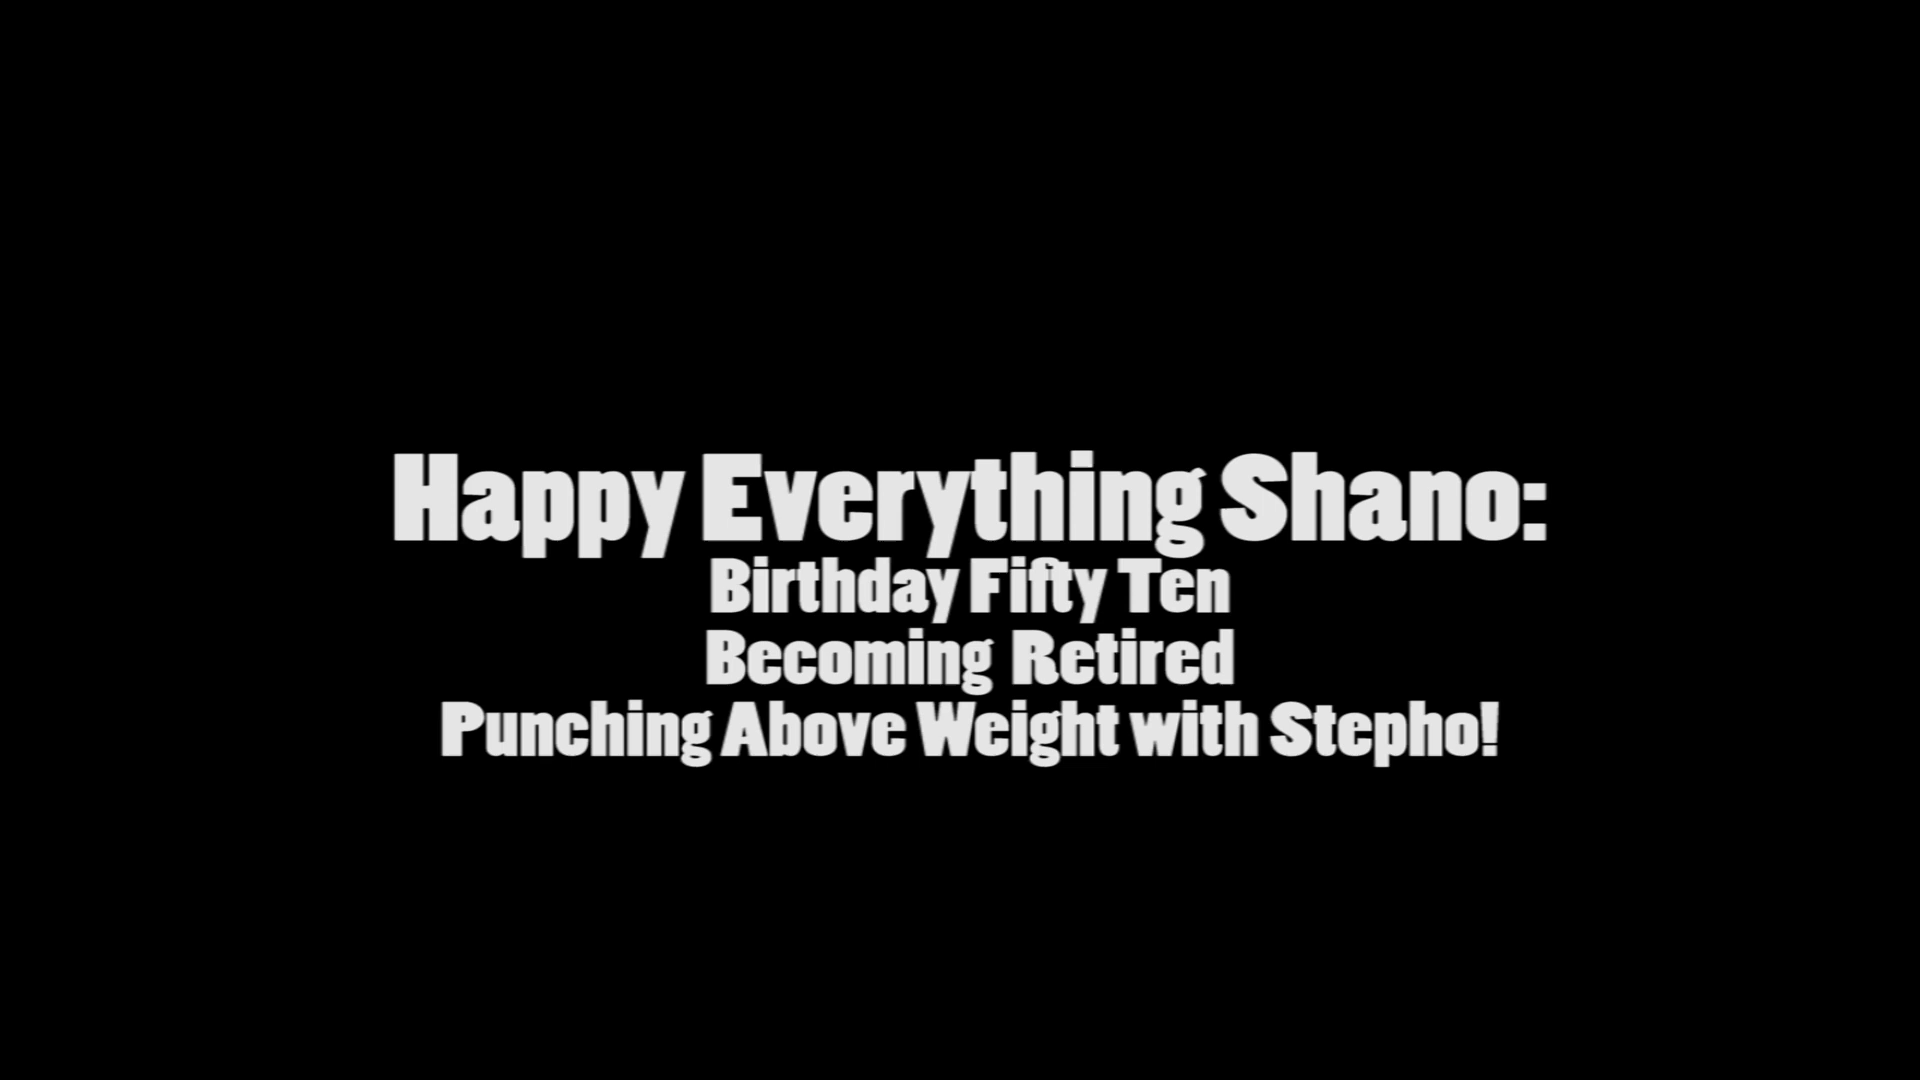 Happy Everything Shano:
Birthday Fifty Ten
Becoming Retired
Punching Above Weight with Stepho!